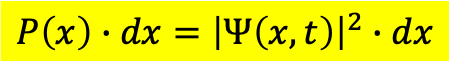 P(x) · dx = |Ψ(x, t)|² · dx